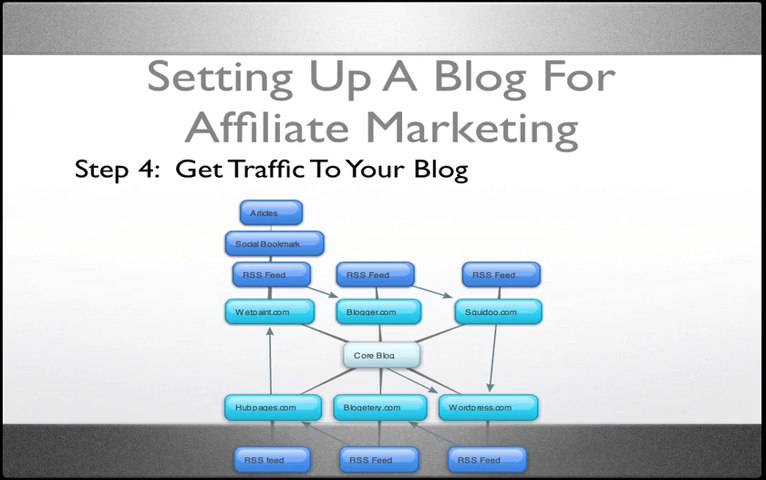 Setting Up A Blog For
Affiliate Marketing
Step 4: Get Traffic To Your Blog
Articles
Social Bookmark
RSS Feed
RSS Feed
RSS Feed
Wetpaint.com
Blogger.com
Squidoo.com
Core Blog
Hubpages.com
Blogetery.com
Wordpress.com
RSS feed
RSS Feed
RSS Feed